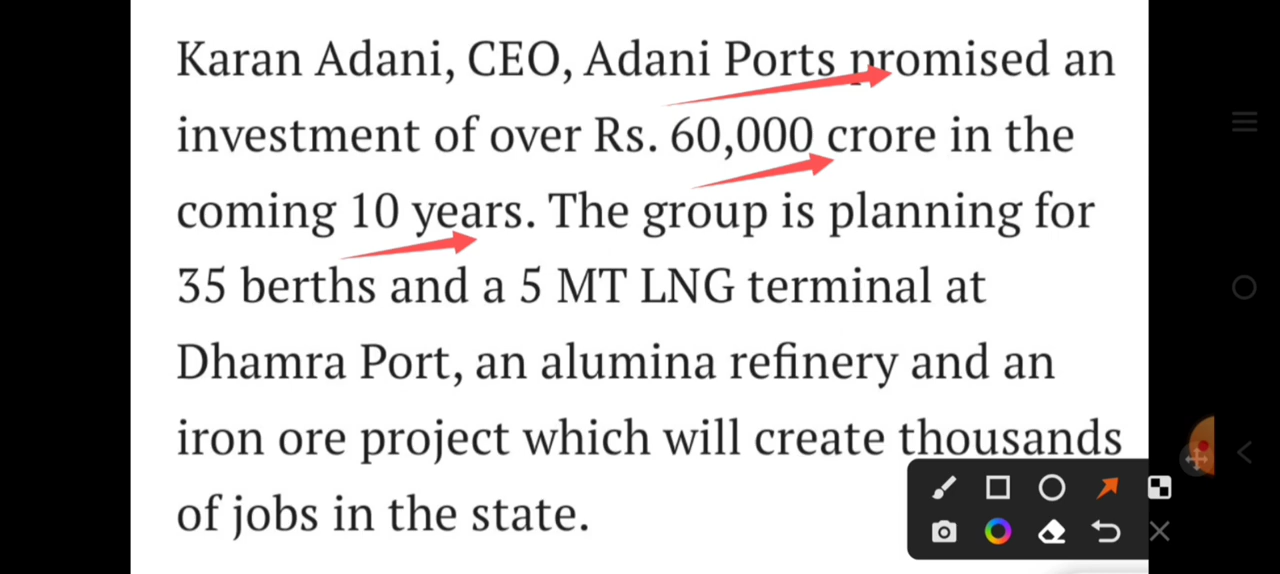 Karan Adani, CEO, Adani Ports promised an
investment of over Rs. 60,000 crore in the
coming 10 years. The group is planning for
35 berths and a 5 MT LNG terminal at
Dhamra Port, an alumina refinery and an
iron ore project which will create thousands
of jobs in the state.